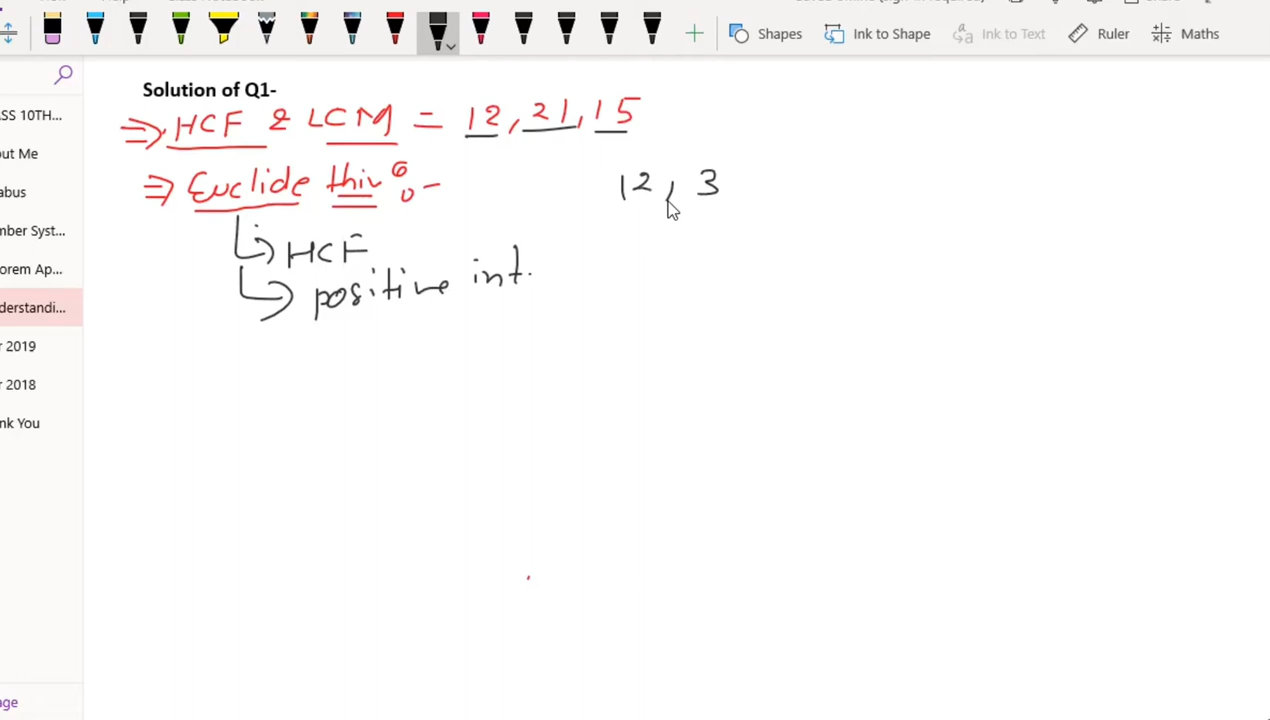 Shapes
Ink to Shape
Ink to Text
Ruler
Maths
SS 10TH...
out Me
abus
mber Syst...
orem Ap...
derstandi...
r 2019
r 2018
nk You
age
Solution of Q1-
⇒ HCF & LCM = 12, 21, 15
⇒ Euclide thm :-
12, 3
↳ HCF
↳ positive int.